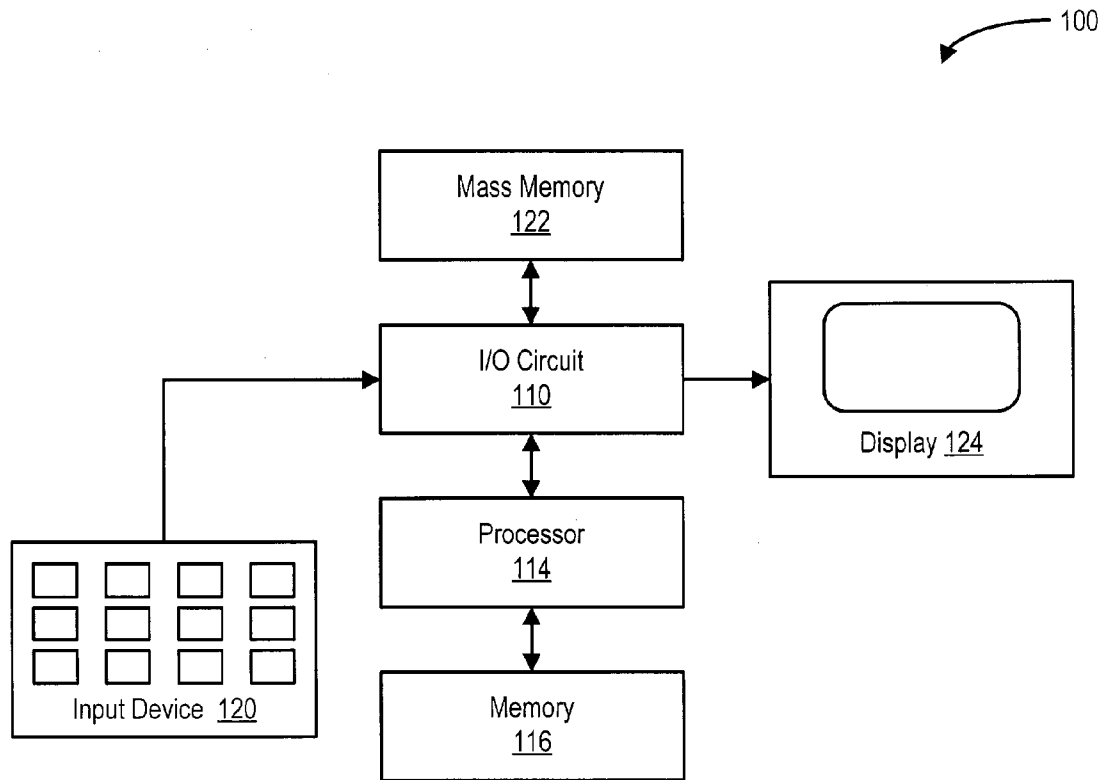 100
Mass Memory
122
I/O Circuit
110
Display 124
Processor
114
Input Device 120
Memory
116